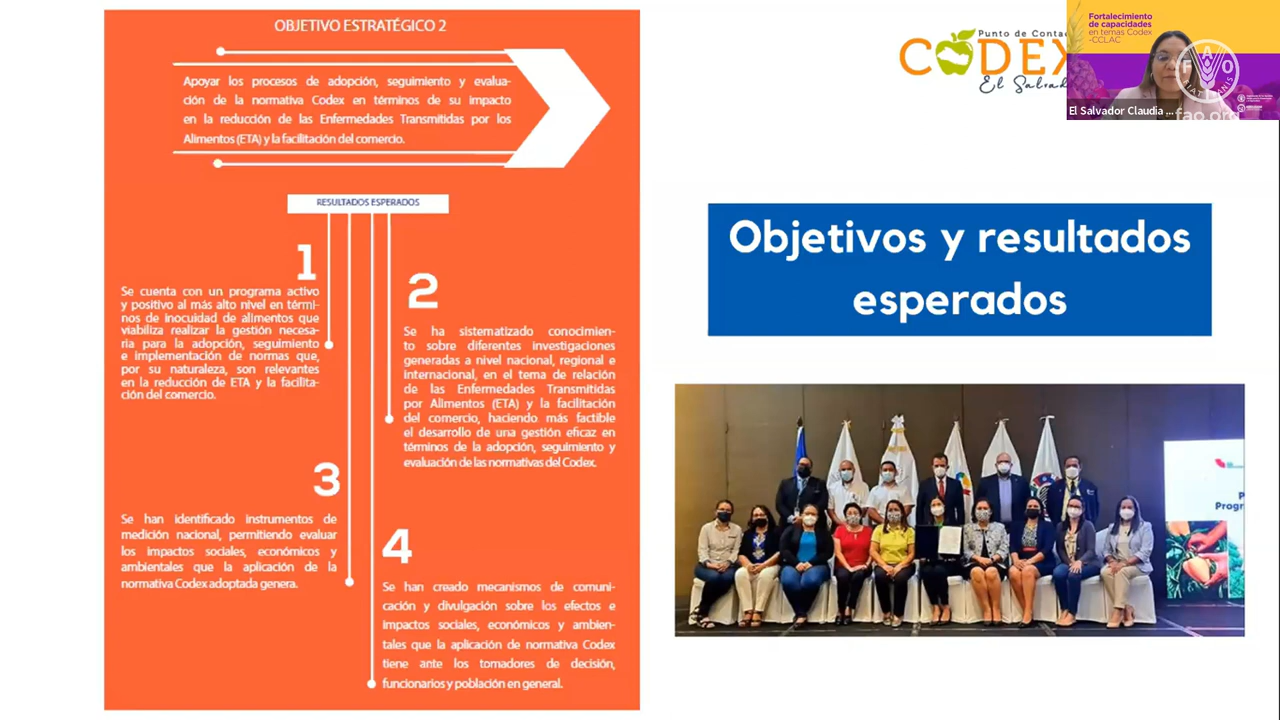 OBJETIVO ESTRATÉGICO 2
Apoyar los procesos de adopción, seguimiento y evalua-
ción de la normativa Codex en términos de su impacto
en la reducción de las Enfermedades Transmitidas por los
Alimentos (ETA) y la facilitación del comercio.
RESULTADOS ESPERADOS
1
Se cuenta con un programa activo
y positivo al más alto nivel en térmi-
nos de inocuidad de alimentos que
viabiliza realizar la gestión necesa-
ria para la adopción, seguimiento
e implementación de normas que,
por su naturaleza, son relevantes
en la reducción de ETA y la facilita-
ción del comercio.
2
Se ha sistematizado conocimien-
to sobre diferentes investigaciones
generadas a nivel nacional, regional e
internacional, en el tema de relación
de las Enfermedades Transmitidas
por Alimentos (ETA) y la facilitación
del comercio, haciendo más factible
el desarrollo de una gestión eficaz en
términos de la adopción, seguimiento y
evaluación de las normativas del Codex.
3
Se han identificado instrumentos de
medición nacional, permitiendo evaluar
los impactos sociales, económicos y
ambientales que la aplicación de la
normativa Codex adoptada genera.
4
Se han creado mecanismos de comuni-
cación y divulgación sobre los efectos e
impactos sociales, económicos y ambien-
tales que la aplicación de normativa Codex
tiene ante los tomadores de decisión,
funcionarios y población en general.
Punto de Conta
CODEX
El Salvad
Fortalecimiento
de capacidades
en temas Codex
-CCLAC
FAO
FIAT PANIS
El Salvador Claudia ...
fao.org
Objetivos y resultados
esperados
P
Progr